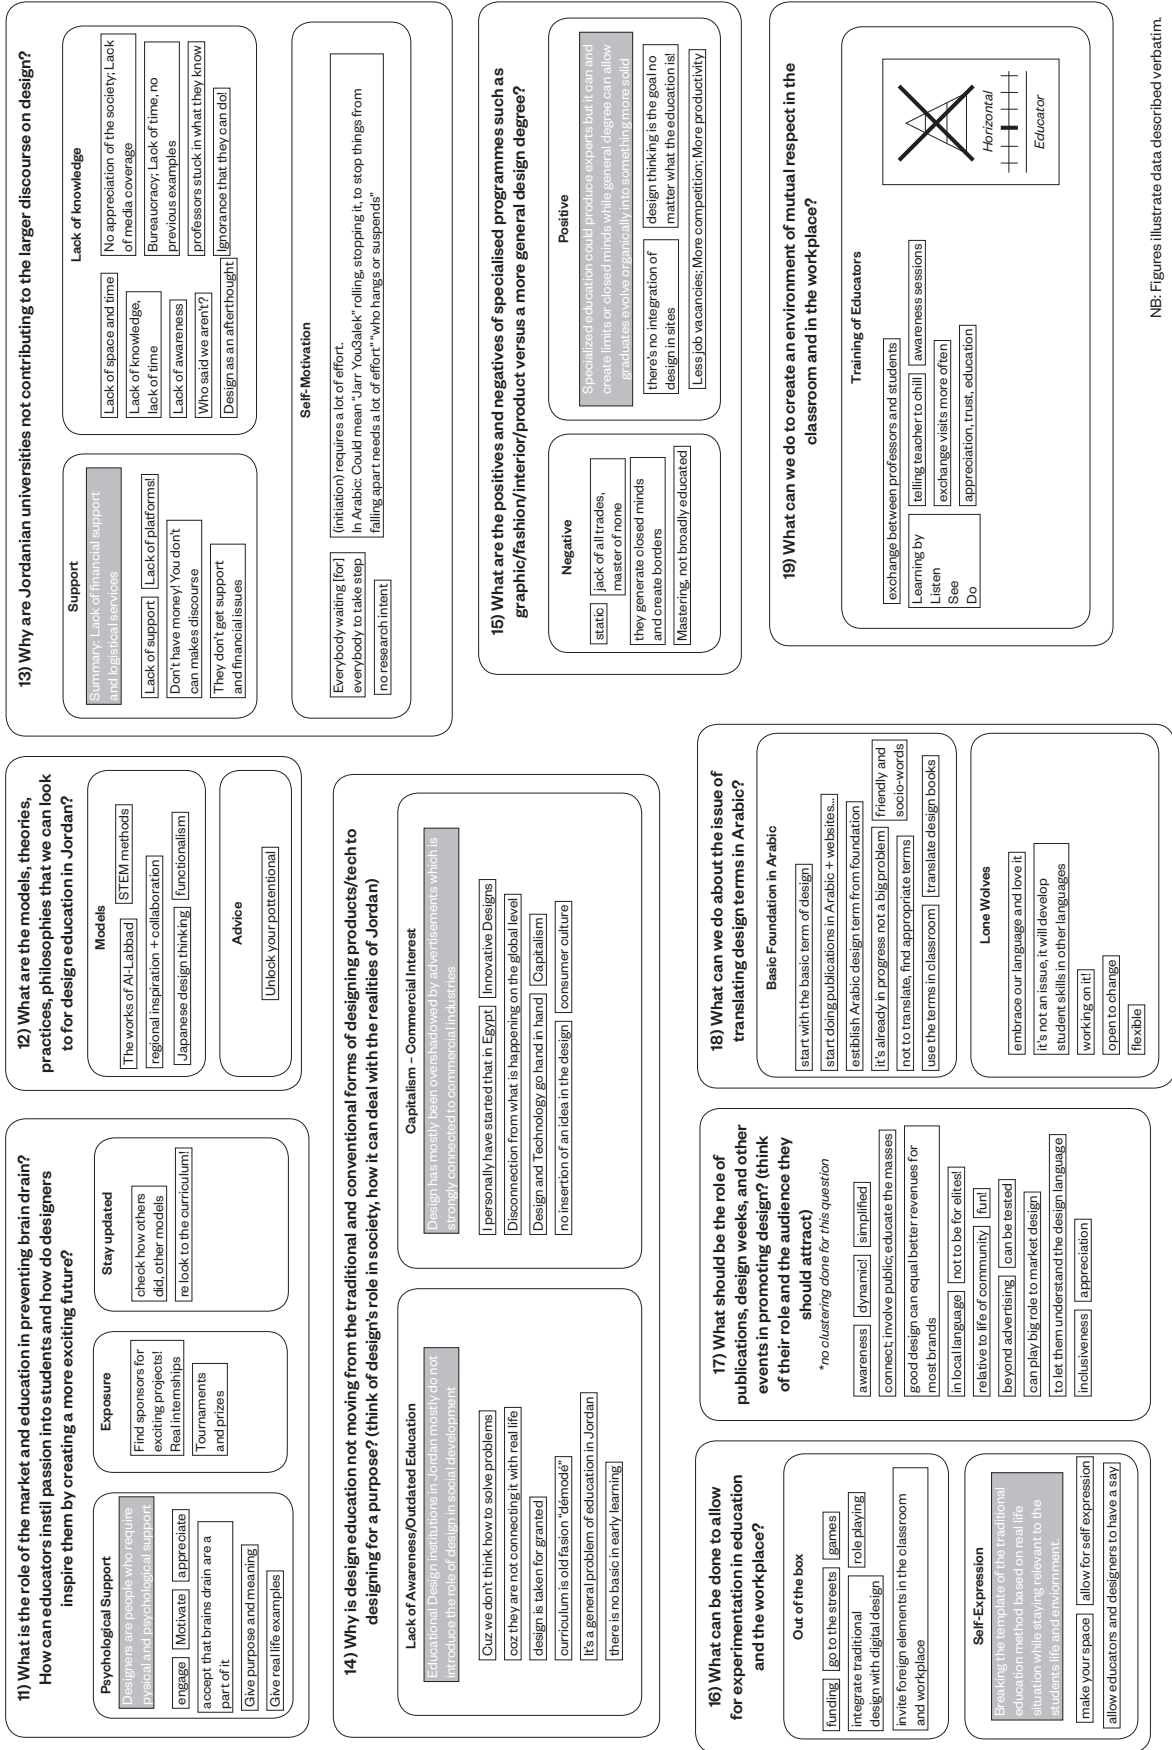 11) What is the role of the market and education in preventing brain drain?
How can educators instil passion into students and how do designers
inspire them by creating a more exciting future?
Psychological Support
Designers are people who require
pysical and psychological support
engage
Motivate
appreciate
accept that brains drain are a
part of it
Give purpose and meaning
Give real life examples
Exposure
Find sponsors for
exciting projects!
Real internships
Tournaments
and prizes
Stay updated
check how others
did, other models
re look to the curriculum!
12) What are the models, theories,
practices, philosophies that we can look
to for design education in Jordan?
Models
The works of Al-Labbad
STEM methods
regional inspiration + collaboration
Japanese design thinking
functionalism
Advice
Unlock your pottentional
13) Why are Jordanian universities not contributing to the larger discourse on design?
Support
Summary: Lack of financial support
and logistical services
Lack of support
Lack of platforms!
Don't have money! You don't
can makes discourse
They don't get support
and financial issues
Lack of knowledge
Lack of space and time
Lack of knowledge,
lack of time
Lack of awareness
Who said we aren't?
Design as an afterthought
No appreciation of the society; Lack
of media coverage
Bureaucracy; Lack of time, no
previous examples
professors stuck in what they know
Ignorance that they can do!
Self-Motivation
Everybody waiting [for]
everybody to take step
no research intent
(initiation) requires a lot of effort.
In Arabic: Could mean "Jarr You3alek" rolling, stopping it, to stop things from
falling apart needs a lot of effort" "who hangs or suspends"
14) Why is design education not moving from the traditional and conventional forms of designing products/tech to
designing for a purpose? (think of design's role in society, how it can deal with the realities of Jordan)
Lack of Awareness/Outdated Education
Educational Design institutions in Jordan mostly do not
introduce the role of design in social development
Cuz we don't think how to solve problems
coz they are not connecting it with real life
design is taken for granted
curriculum is old fasion "démodé"
It's a general problem of education in Jordan
there is no basic in early learning
Capitalism – Commercial Interest
Design has mostly been overshadowed by advertisements which is
strongly connected to commercial industries
I personally have started that in Egypt
Innovative Designs
Disconnection from what is happening on the global level
Design and Technology go hand in hand
Capitalism
no insertion of an idea in the design
consumer culture
15) What are the positives and negatives of specialised programmes such as
graphic/fashion/interior/product versus a more general design degree?
Negative
static
jack of all trades,
master of none
they generate closed minds
and create borders
Mastering, not broadly educated
Positive
Specialized education could produce experts but it can and
create limits or closed minds while general degree can allow
graduates evolve organically into something more solid
there's no integration of
design in sites
design thinking is the goal no
matter what the education is!
Less job vacancies; More competition; More productivity
16) What can be done to allow
for experimentation in education
and the workplace?
Out of the box
funding
go to the streets
games
integrate traditional
design with digital design
role playing
invite foreign elements in the classroom
and workplace
Self-Expression
Breaking the template of the traditional
education method based on real life
situation while staying relevant to the
students life and environment.
make your space
allow for self expression
allow educators and designers to have a say
17) What should be the role of
publications, design weeks, and other
events in promoting design? (think
of their role and the audience they
should attract)
*no clustering done for this question
awareness
dynamic!
simplified
connect; involve public; educate the masses
good design can equal better revenues for
most brands
in local language
not to be for elites!
relative to life of community
fun!
beyond advertising
can be tested
can play big role to market design
to let them understand the design language
inclusiveness
appreciation
18) What can we do about the issue of
translating design terms in Arabic?
Basic Foundation in Arabic
start with the basic term of design
start doing publications in Arabic + websites...
estiblish Arabic design term from foundation
it's already in progress not a big problem
friendly and
socio-words
not to translate, find appropriate terms
use the terms in classroom
translate design books
Lone Wolves
embrace our language and love it
it's not an issue, it will develop
student skills in other languages
working on it!
open to change
flexible
19) What can we do to create an environment of mutual respect in the
classroom and in the workplace?
Training of Educators
exchange between professors and students
Learning by
Listen
See
Do
telling teacher to chill
awareness sessions
exchange visits more often
appreciation, trust, education
Horizontal
Educator
NB: Figures illustrate data described verbatim.